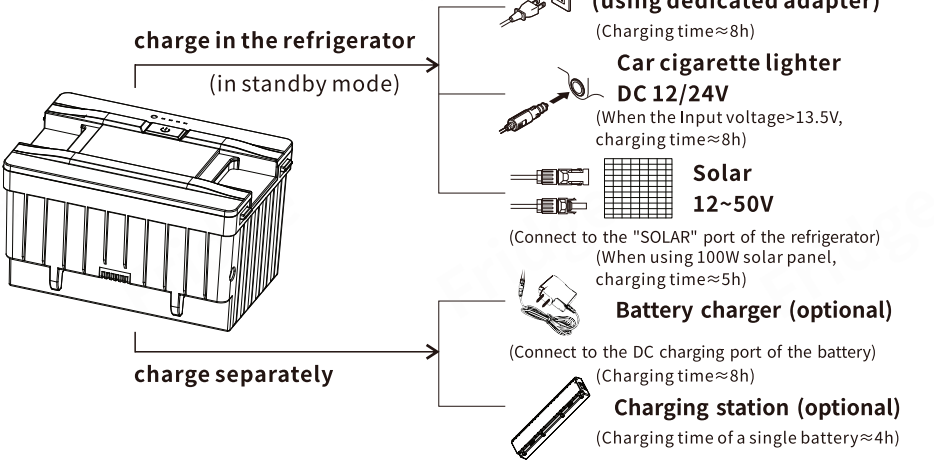 (using dedicated adapter)
(Charging time≈8h)
charge in the refrigerator
(in standby mode)
Car cigarette lighter
DC 12/24V
(When the Input voltage>13.5V,
charging time≈8h)
Solar
12~50V
(Connect to the "SOLAR" port of the refrigerator)
(When using 100W solar panel,
charging time≈5h)
Battery charger (optional)
(Connect to the DC charging port of the battery)
(Charging time≈8h)
charge separately
Charging station (optional)
(Charging time of a single battery≈4h)